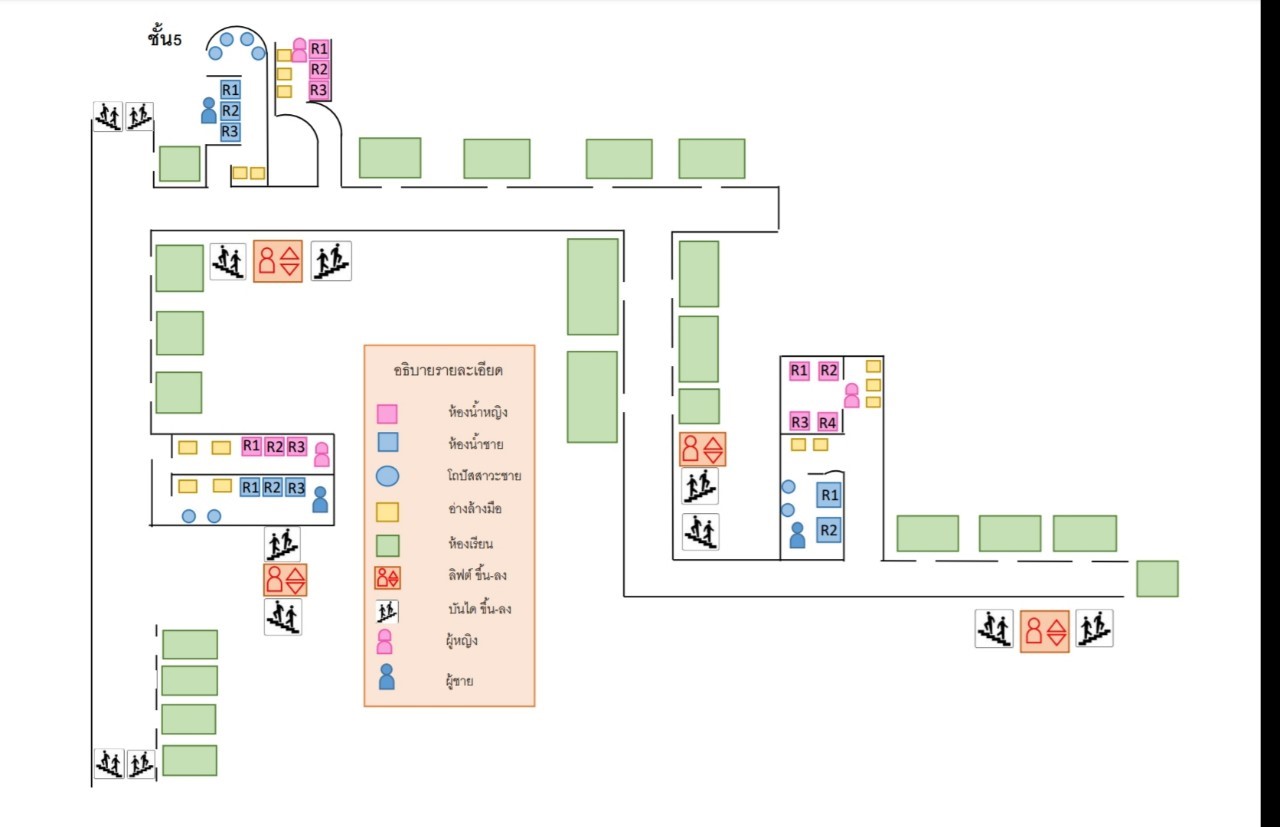 ชั้น5
R1
R2
R3
R1
R2
R3
R1 R2 R3
R1 R2 R3
อธิบายรายละเอียด
ห้องน้ำหญิง
ห้องน้ำชาย
โถปัสสาวะชาย
อ่างล้างมือ
ห้องเรียน
ลิฟต์ ขึ้น-ลง
บันได ขึ้น-ลง
ผู้หญิง
ผู้ชาย
R1 R2
R3 R4
R1
R2